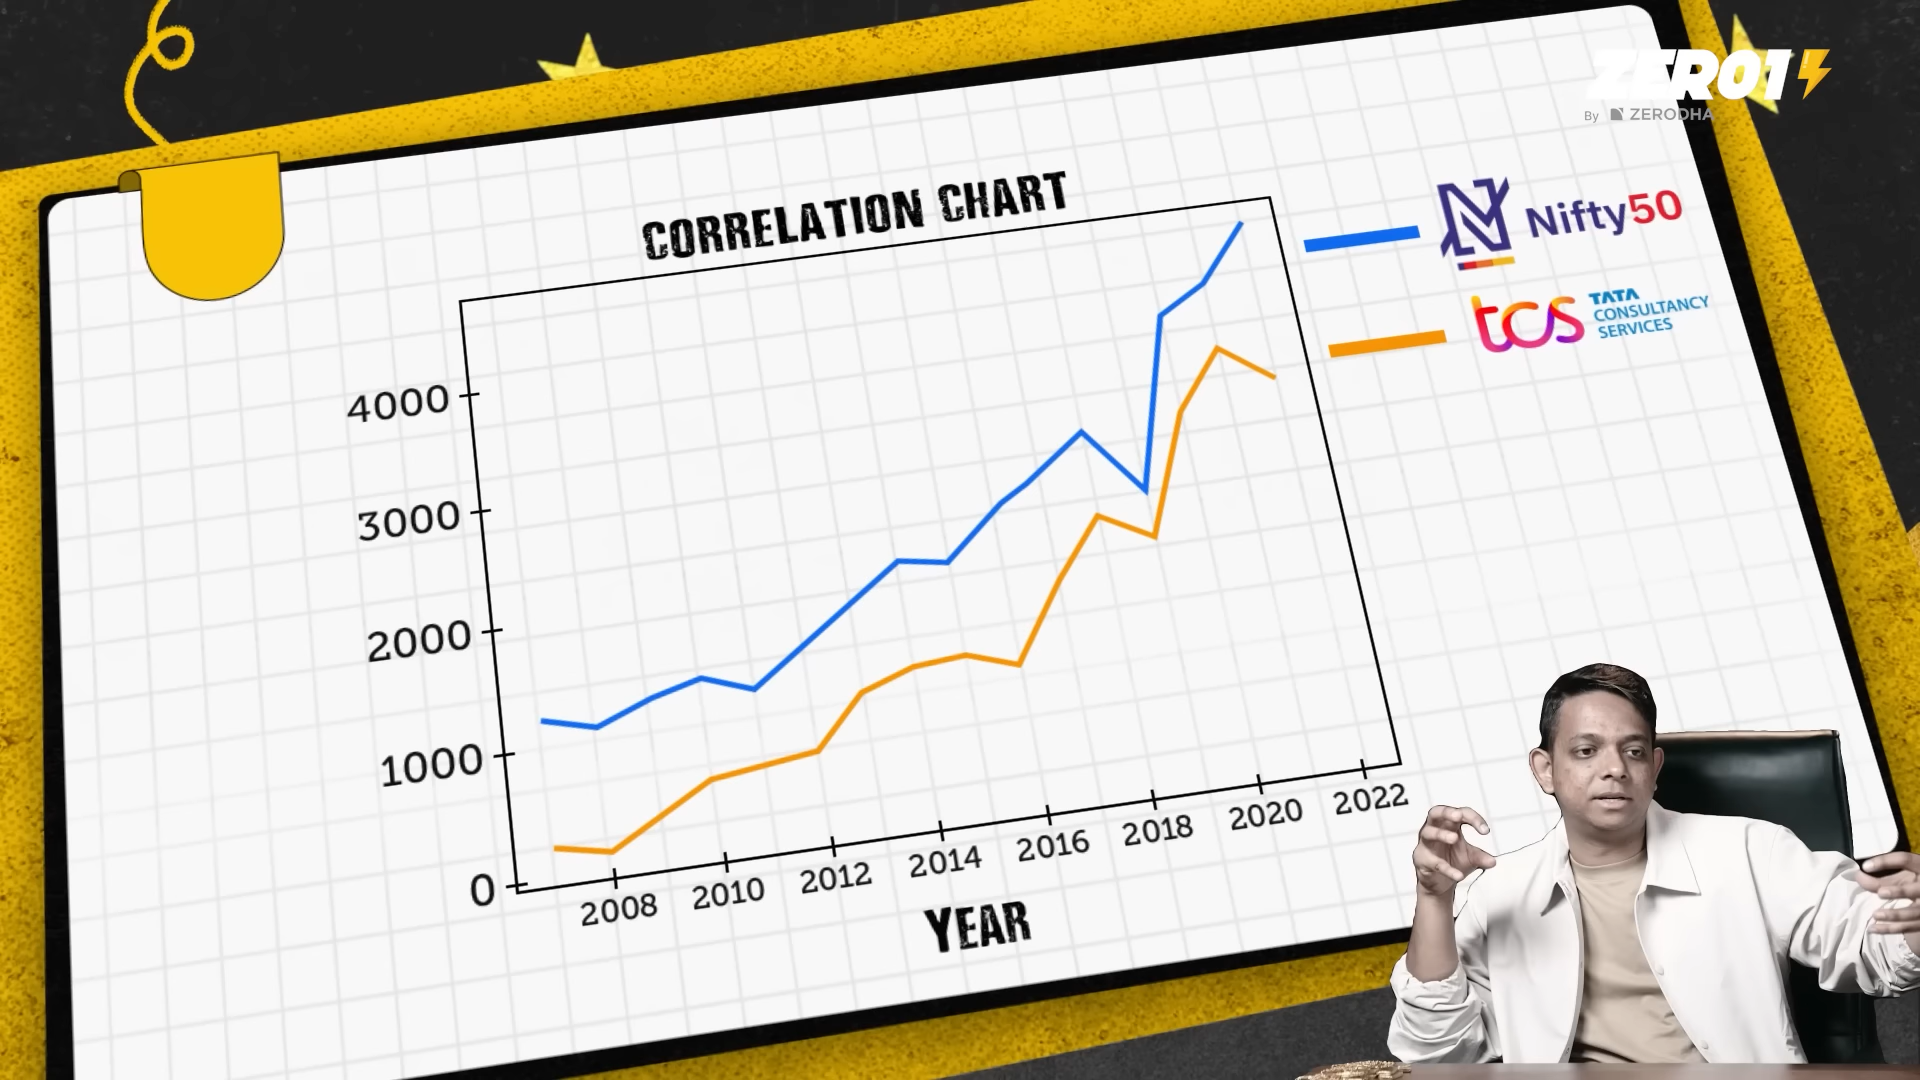 ZERO1
By ZERODHA
CORRELATION CHART
Nifty50
tcs TATA
CONSULTANCY
SERVICES
4000
3000
2000
1000
0
2008 2010 2012 2014 2016 2018 2020 2022
YEAR